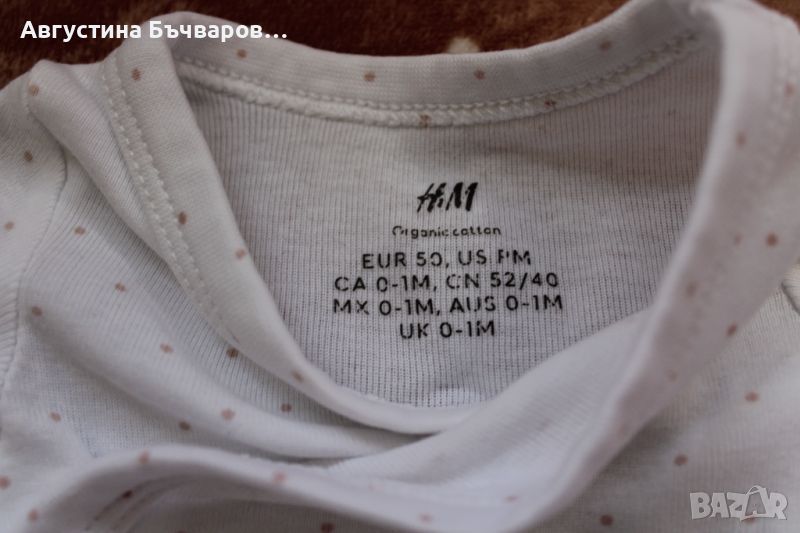 Августина Бъчваров...
H&M
Organic cotton
EUR 50, US PM
CA 0-1M, CN 52/40
MX 0-1M, AUS 0-1M
UK 0-1M
BAZAR